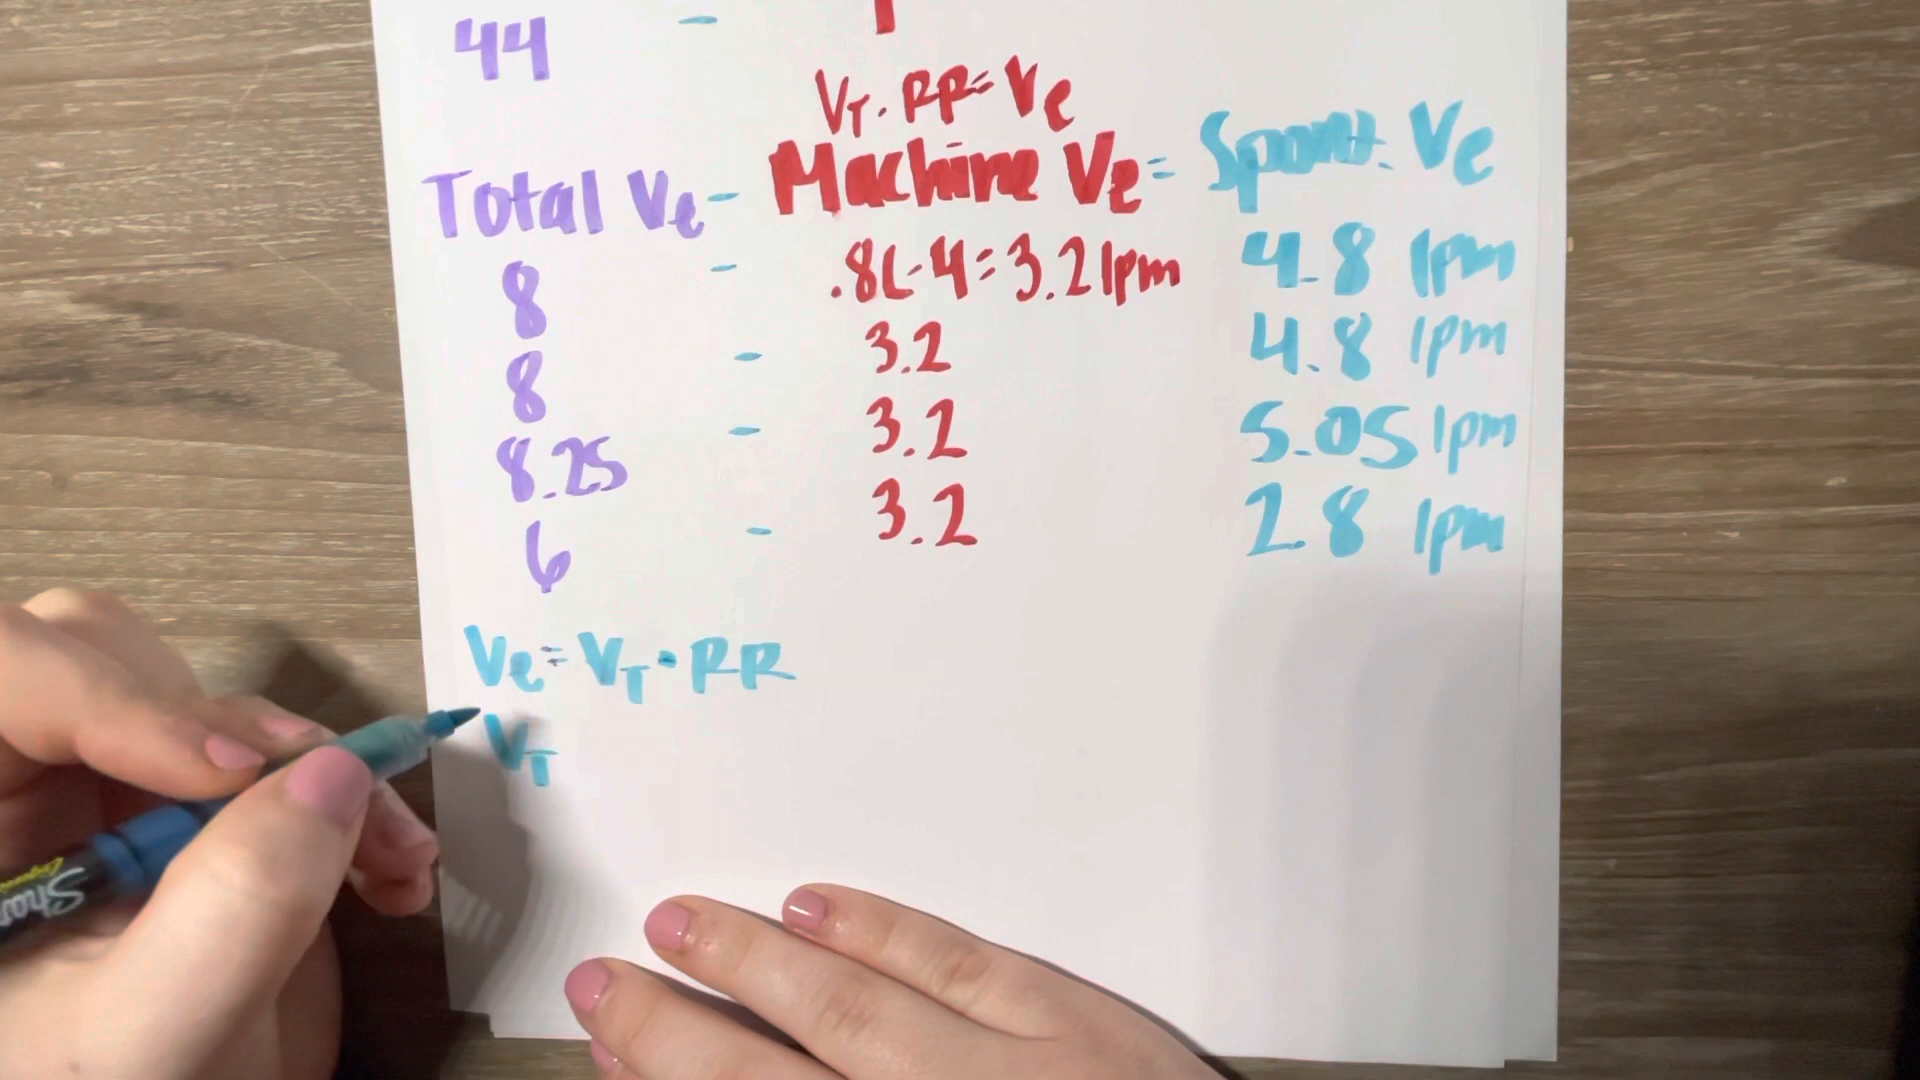 44 -
VT · RR = Ve
Total Ve - Machine Ve = Spont. Ve
8 - .8L · 4 = 3.2 lpm 4.8 lpm
8 - 3.2 4.8 lpm
8.25 - 3.2 5.05 lpm
6 - 3.2 2.8 lpm
Ve = VT · RR
VT